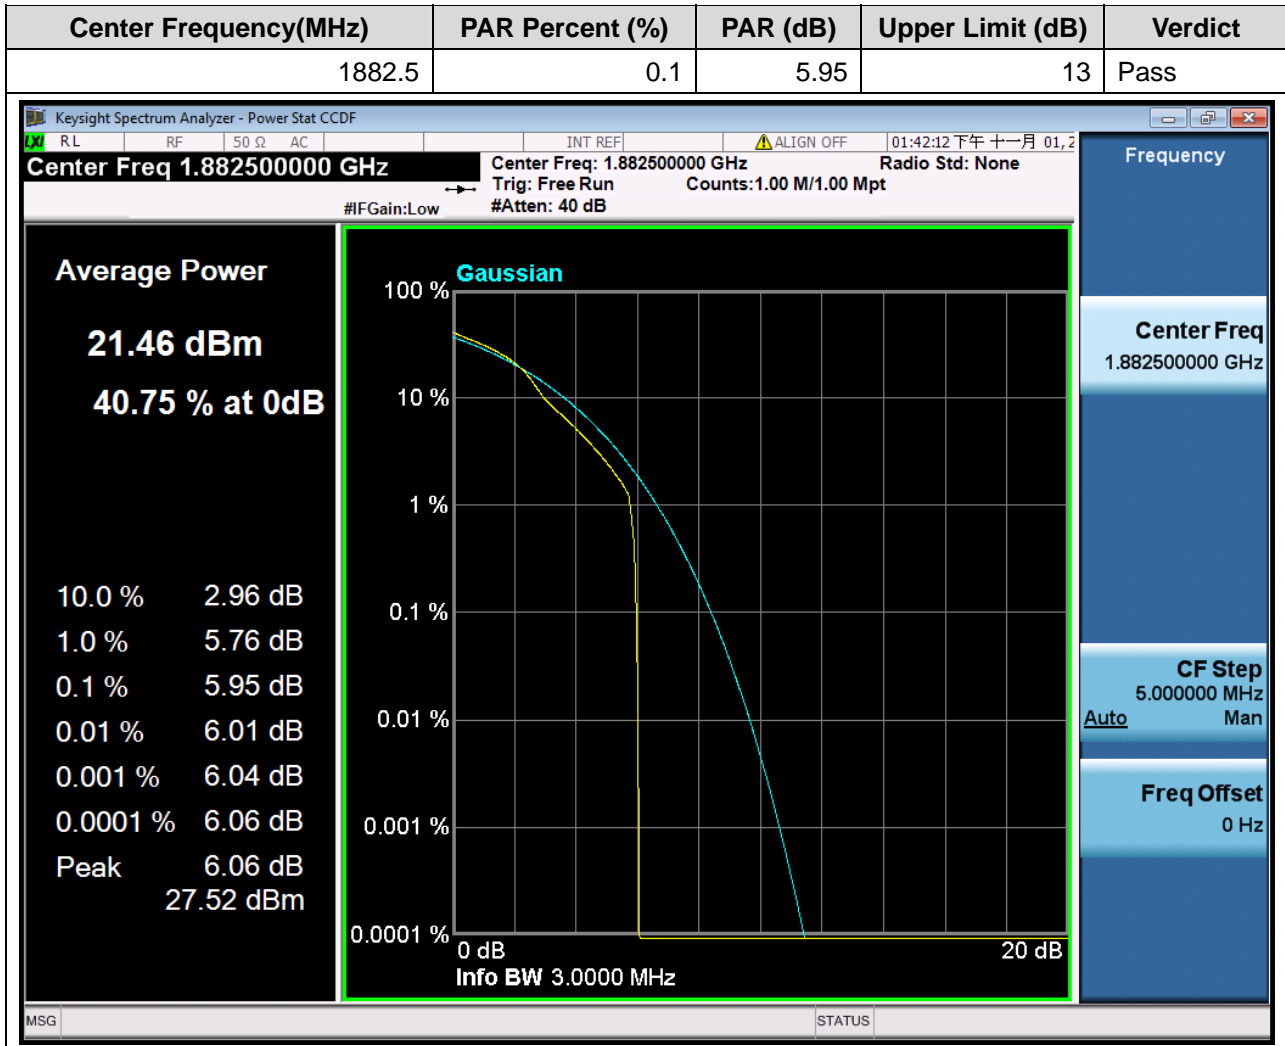 Center Frequency(MHz) PAR Percent (%) PAR (dB) Upper Limit (dB) Verdict
1882.5 0.1 5.95 13 Pass
Keysight Spectrum Analyzer - Power Stat CCDF
LXI RL RF 50 Ω AC INT REF ALIGN OFF 01:42:12 下午 十一月 01, 2
Center Freq 1.882500000 GHz
Center Freq: 1.882500000 GHz Radio Std: None
Trig: Free Run Counts:1.00 M/1.00 Mpt
#IFGain:Low #Atten: 40 dB
Frequency
Average Power
21.46 dBm
40.75 % at 0dB
10.0 % 2.96 dB
1.0 % 5.76 dB
0.1 % 5.95 dB
0.01 % 6.01 dB
0.001 % 6.04 dB
0.0001 % 6.06 dB
Peak 6.06 dB
27.52 dBm
Gaussian
100 %
10 %
1 %
0.1 %
0.01 %
0.001 %
0.0001 %
0 dB 20 dB
Info BW 3.0000 MHz
Center Freq
1.882500000 GHz
CF Step
5.000000 MHz
Auto Man
Freq Offset
0 Hz
MSG STATUS